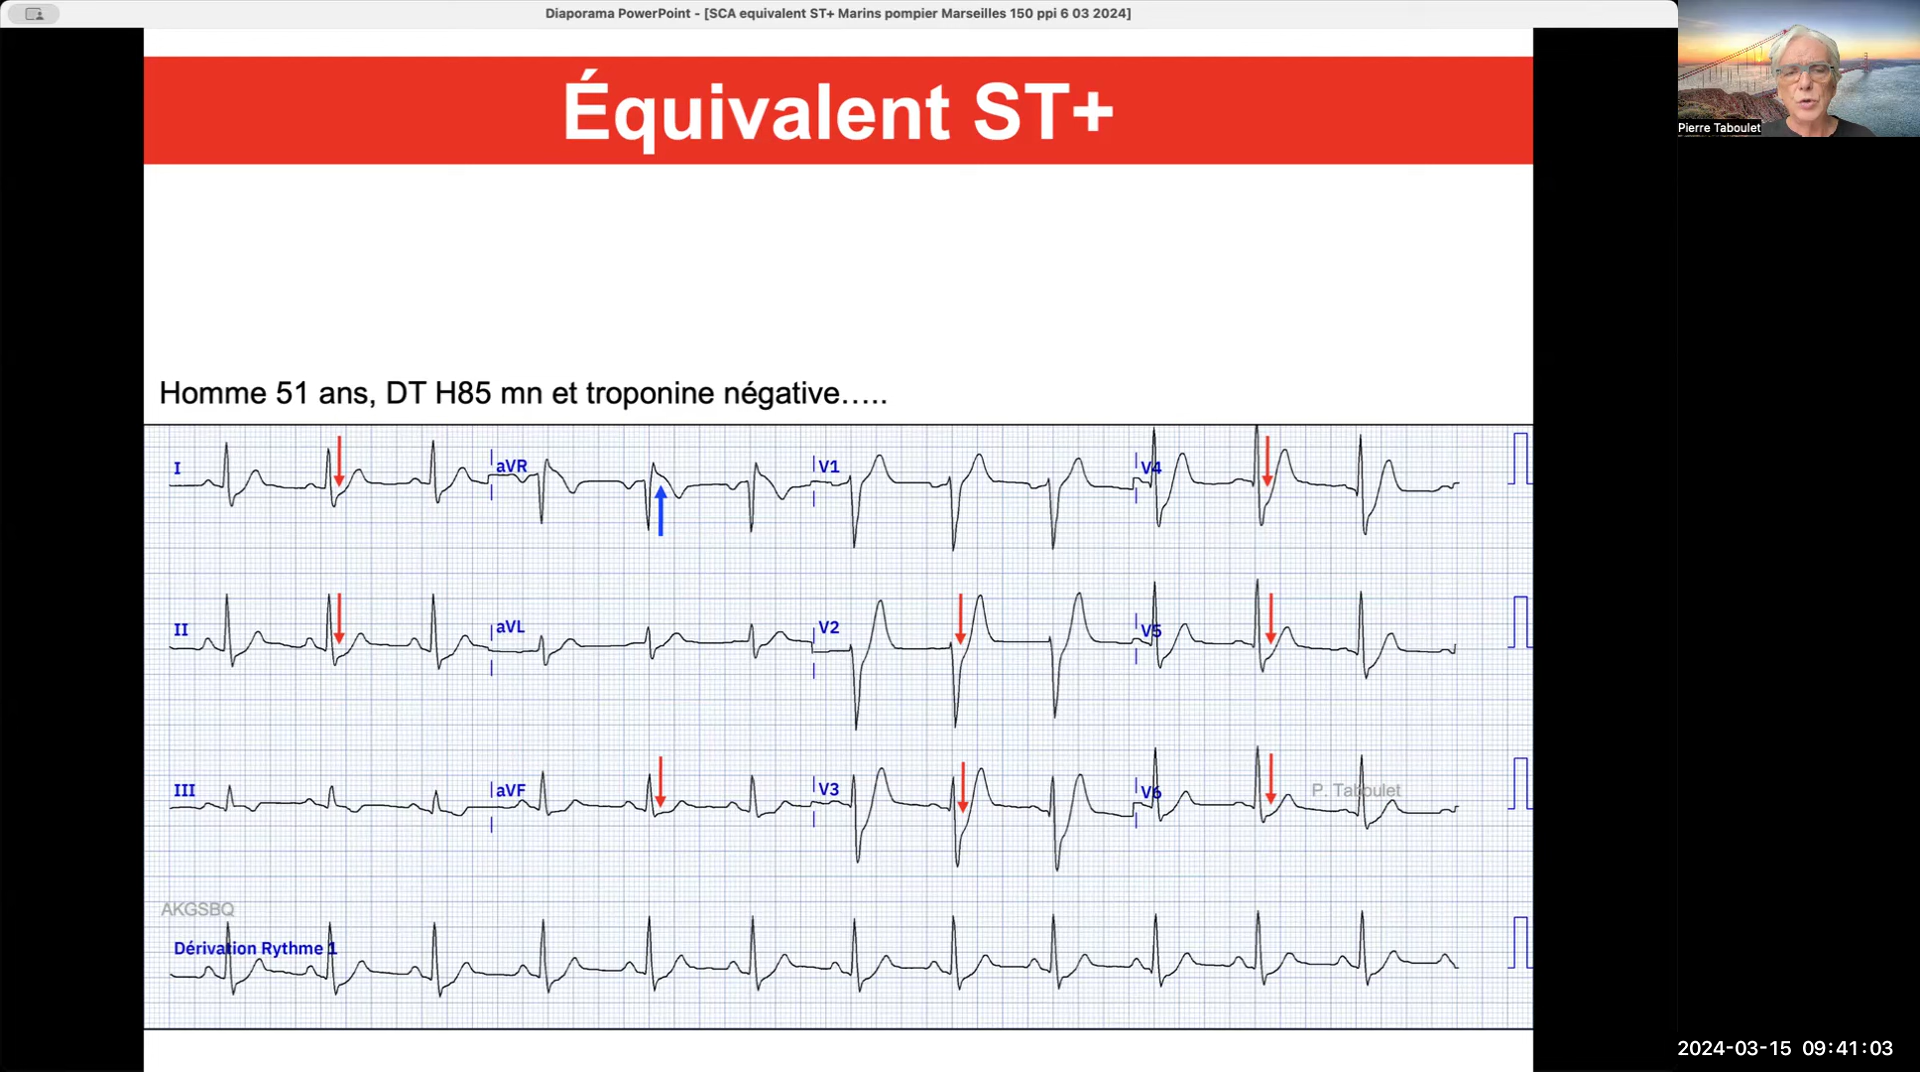 Diaporama PowerPoint - [SCA equivalent ST+ Marins pompier Marseilles 150 ppi 6 03 2024]
Équivalent ST+
Pierre Taboulet
Homme 51 ans, DT H85 mn et troponine négative…..
I
aVR
V1
V4
II
aVL
V2
V5
III
aVF
V3
V6
P. Taboulet
AKGSBQ
Dérivation Rythme 1
2024-03-15 09:41:03